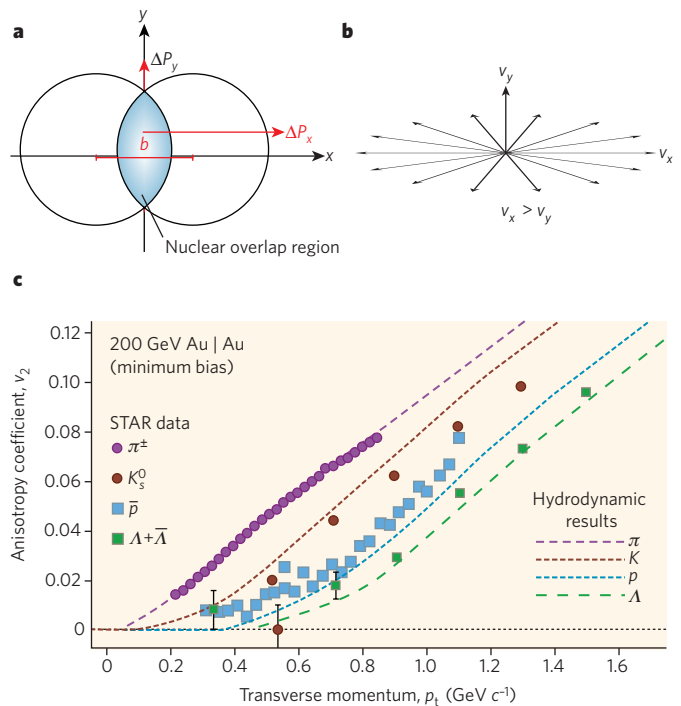 a
y
ΔP_y
b
ΔP_x
x
Nuclear overlap region
b
v_y
v_x
v_x > v_y
c
Anisotropy coefficient, v_2
0.12
0.10
0.08
0.06
0.04
0.02
0
200 GeV Au | Au
(minimum bias)
STAR data
π^±
K_s^0
p̅
Λ+Λ̅
Hydrodynamic
results
π
K
p
Λ
0
0.2
0.4
0.6
0.8
1.0
1.2
1.4
1.6
Transverse momentum, p_t (GeV c^–1)